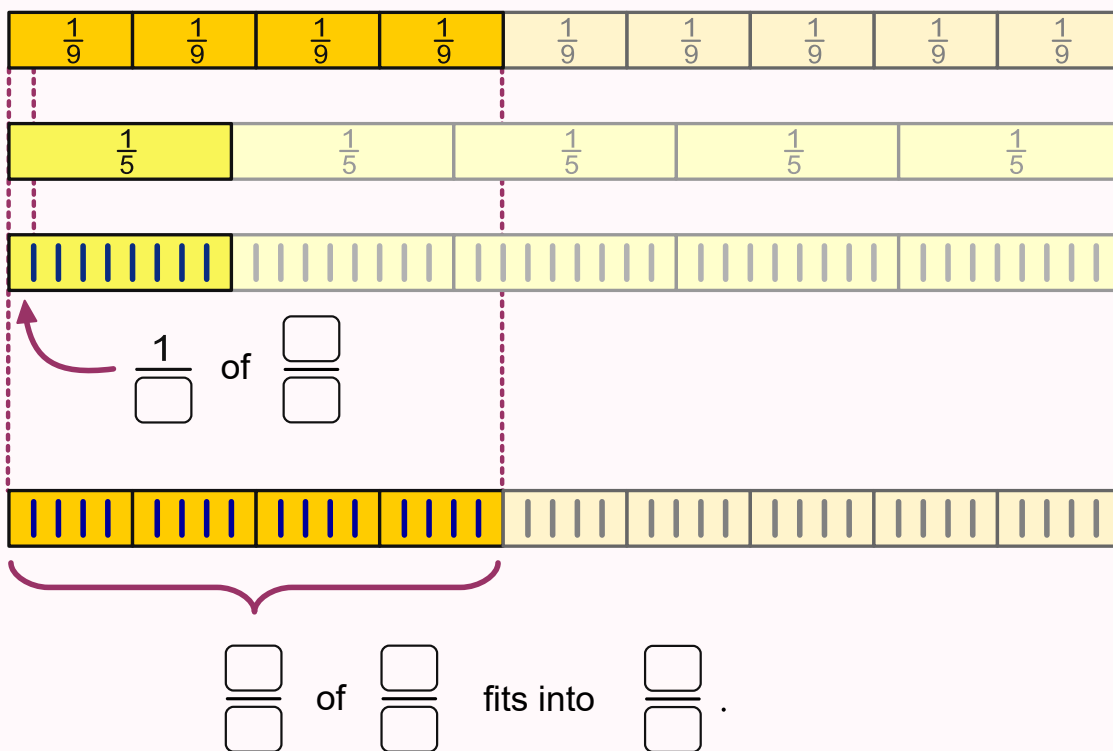 1/9 1/9 1/9 1/9 1/9 1/9 1/9 1/9 1/9
1/5 1/5 1/5 1/5 1/5
1/□ of □/□
□/□ of □/□ fits into □/□ .